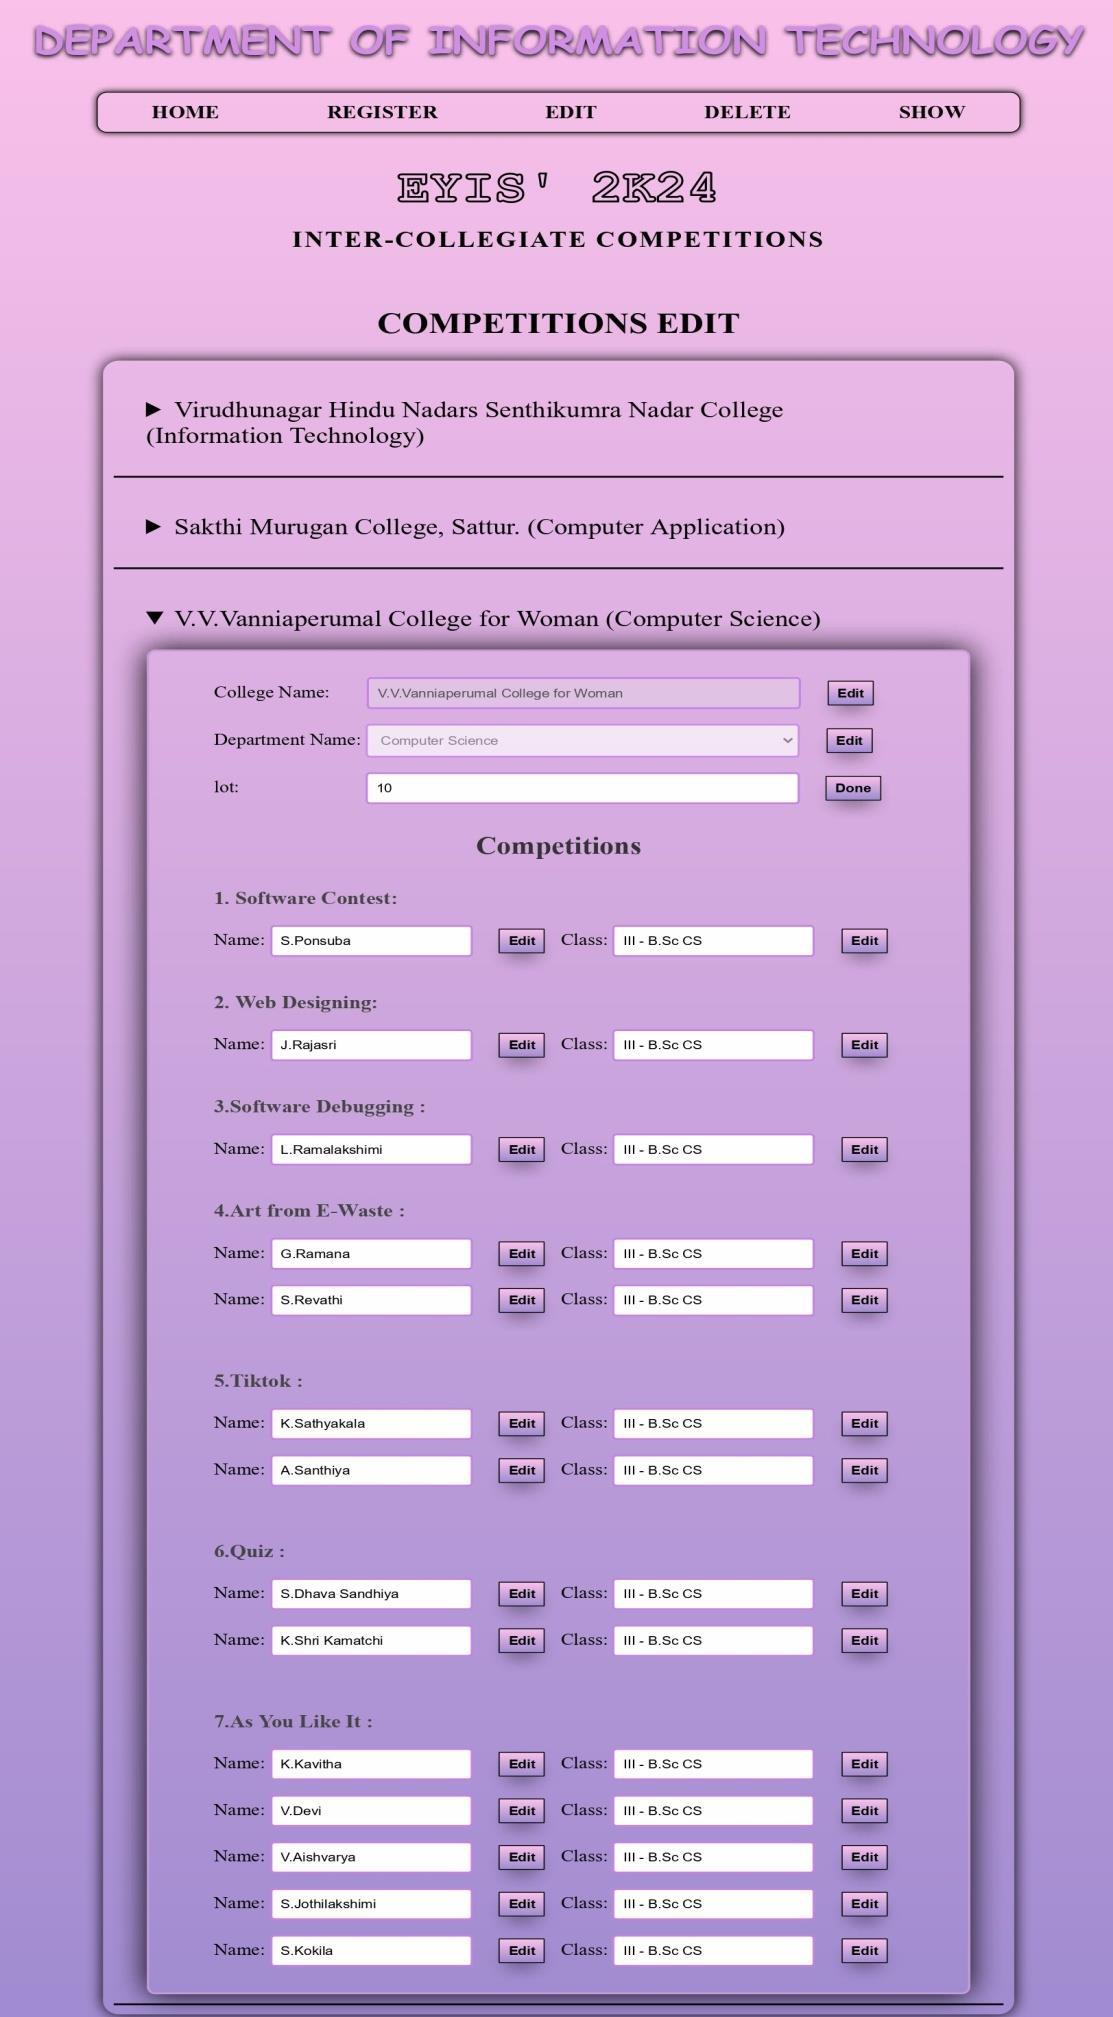 DEPARTMENT OF INFORMATION TECHNOLOGY
HOME REGISTER EDIT DELETE SHOW
EYIS' 2K24
INTER-COLLEGIATE COMPETITIONS
COMPETITIONS EDIT
► Virudhunagar Hindu Nadars Senthikumra Nadar College
(Information Technology)
► Sakthi Murugan College, Sattur. (Computer Application)
▼ V.V.Vanniaperumal College for Woman (Computer Science)
College Name: V.V.Vanniaperumal College for Woman Edit
Department Name: Computer Science Edit
lot: 10 Done
Competitions
1. Software Contest:
Name: S.Ponsuba Edit Class: III - B.Sc CS Edit
2. Web Designing:
Name: J.Rajasri Edit Class: III - B.Sc CS Edit
3.Software Debugging :
Name: L.Ramalakshimi Edit Class: III - B.Sc CS Edit
4.Art from E-Waste :
Name: G.Ramana Edit Class: III - B.Sc CS Edit
Name: S.Revathi Edit Class: III - B.Sc CS Edit
5.Tiktok :
Name: K.Sathyakala Edit Class: III - B.Sc CS Edit
Name: A.Santhiya Edit Class: III - B.Sc CS Edit
6.Quiz :
Name: S.Dhava Sandhiya Edit Class: III - B.Sc CS Edit
Name: K.Shri Kamatchi Edit Class: III - B.Sc CS Edit
7.As You Like It :
Name: K.Kavitha Edit Class: III - B.Sc CS Edit
Name: V.Devi Edit Class: III - B.Sc CS Edit
Name: V.Aishvarya Edit Class: III - B.Sc CS Edit
Name: S.Jothilakshimi Edit Class: III - B.Sc CS Edit
Name: S.Kokila Edit Class: III - B.Sc CS Edit